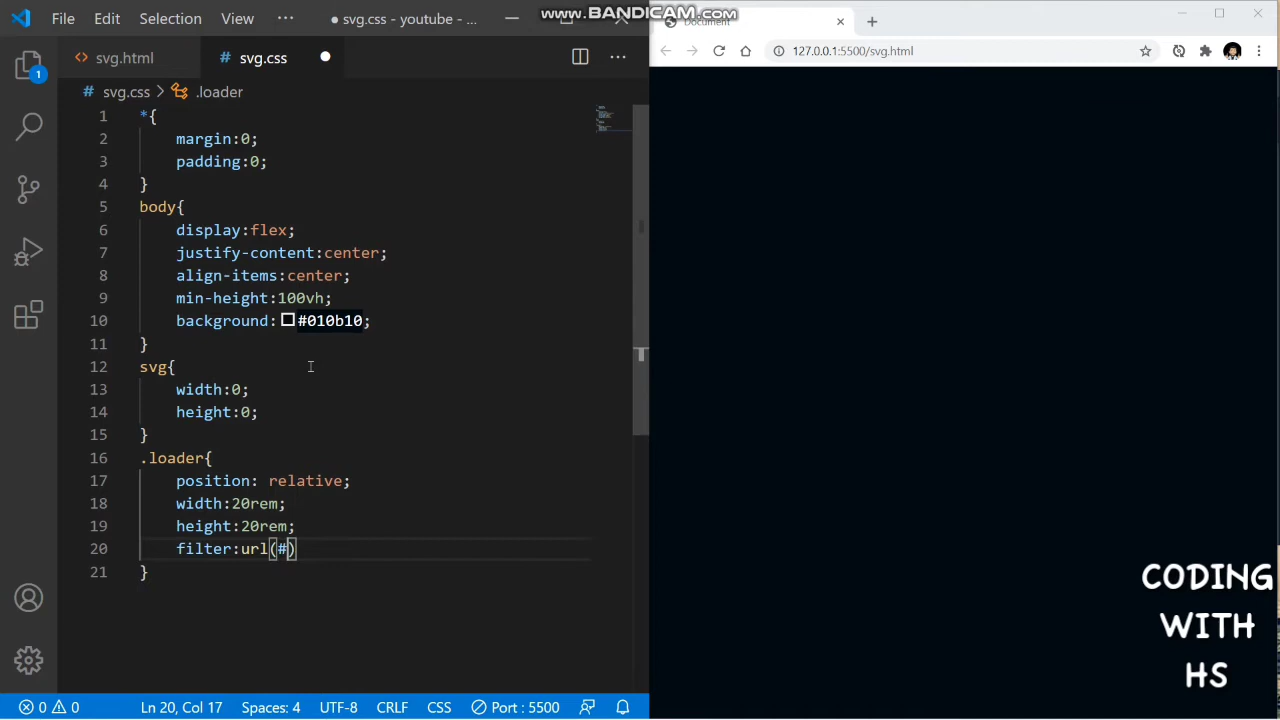 File Edit Selection View ··· ● svg.css - youtube - ...
www.BANDICAM.com
Document
svg.html
# svg.css
127.0.0.1:5500/svg.html
1
# svg.css > .loader
1 *{
2 margin:0;
3 padding:0;
4 }
5 body{
6 display:flex;
7 justify-content:center;
8 align-items:center;
9 min-height:100vh;
10 background:#010b10;
11 }
12 svg{
13 width:0;
14 height:0;
15 }
16 .loader{
17 position: relative;
18 width:20rem;
19 height:20rem;
20 filter:url(#)
21 }
CODING
WITH
HS
0 0 Ln 20, Col 17 Spaces: 4 UTF-8 CRLF CSS Port : 5500